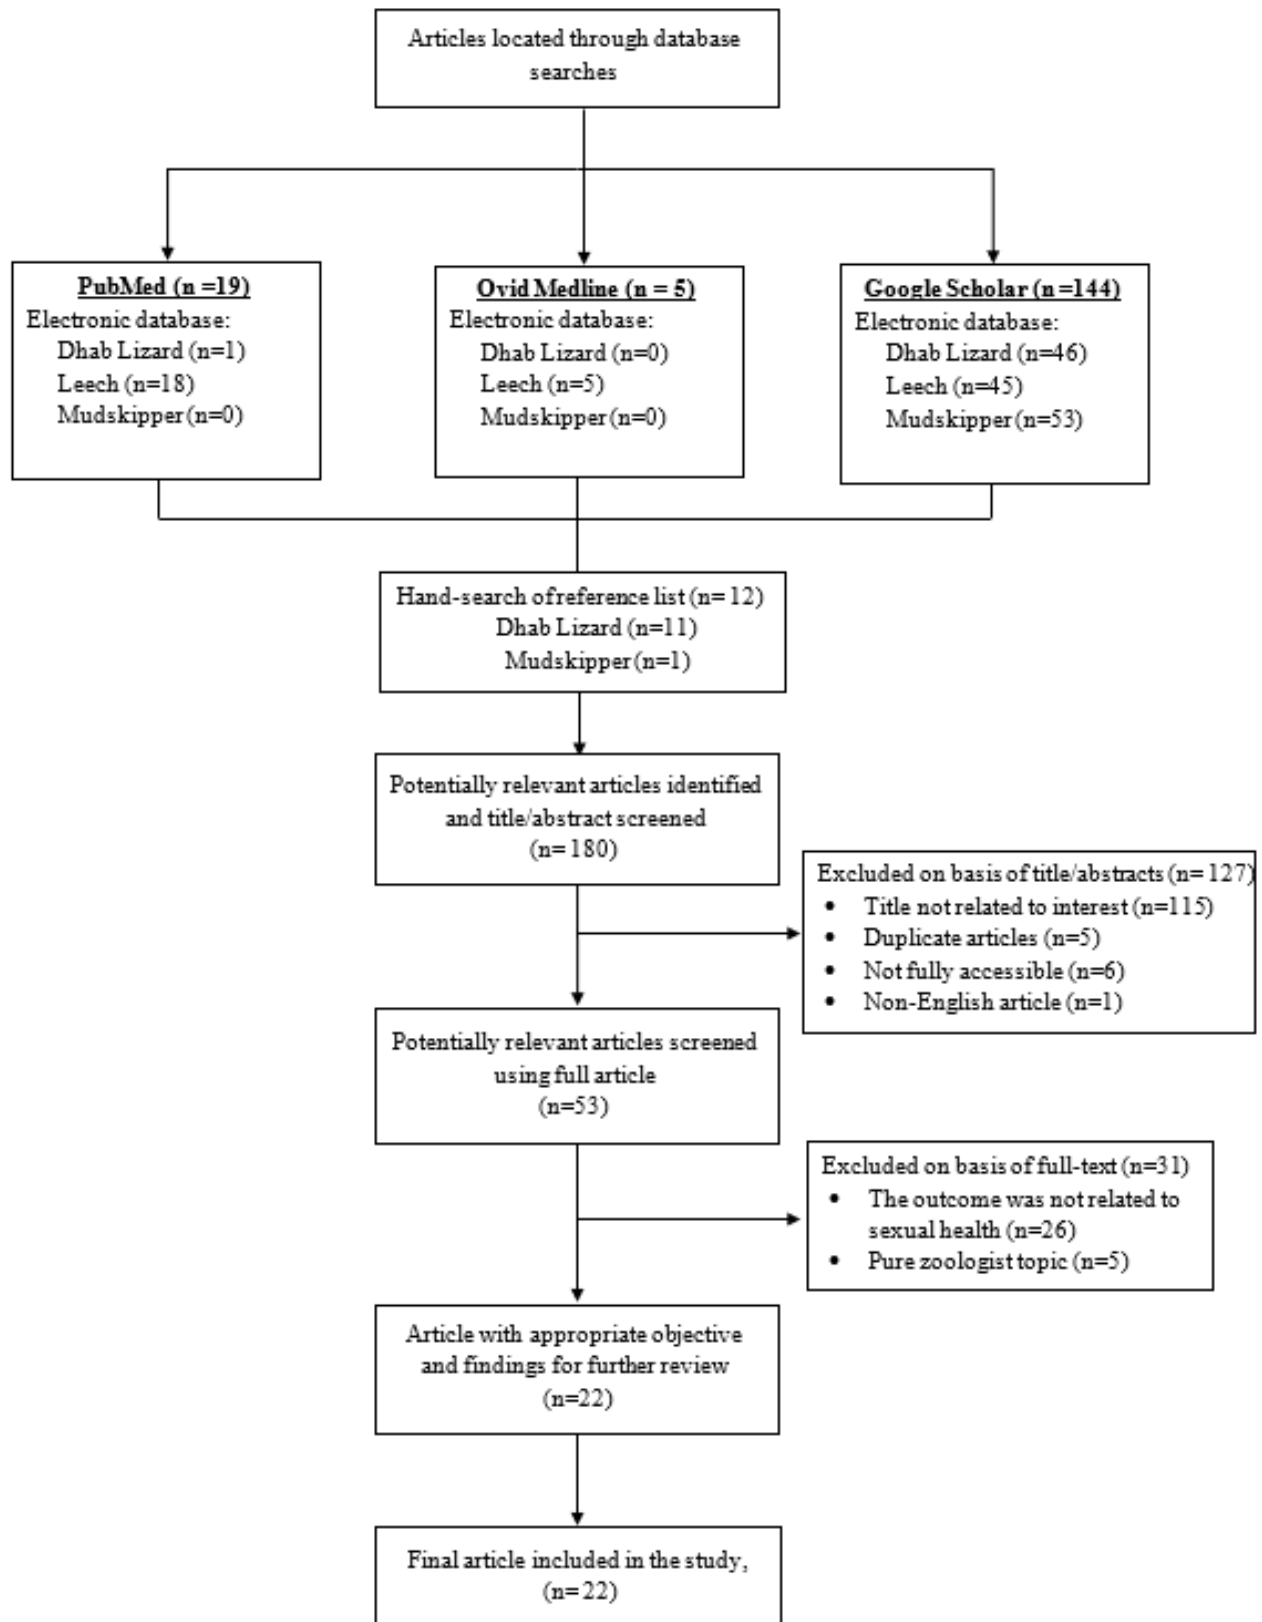 Articles located through database
searches
PubMed (n =19)
Electronic database:
Dhab Lizard (n=1)
Leech (n=18)
Mudskipper (n=0)
Ovid Medline (n = 5)
Electronic database:
Dhab Lizard (n=0)
Leech (n=5)
Mudskipper (n=0)
Google Scholar (n =144)
Electronic database:
Dhab Lizard (n=46)
Leech (n=45)
Mudskipper (n=53)
Hand-search of reference list (n= 12)
Dhab Lizard (n=11)
Mudskipper (n=1)
Potentially relevant articles identified
and title/abstract screened
(n= 180)
Excluded on basis of title/abstracts (n= 127)
• Title not related to interest (n=115)
• Duplicate articles (n=5)
• Not fully accessible (n=6)
• Non-English article (n=1)
Potentially relevant articles screened
using full article
(n=53)
Excluded on basis of full-text (n=31)
• The outcome was not related to
sexual health (n=26)
• Pure zoologist topic (n=5)
Article with appropriate objective
and findings for further review
(n=22)
Final article included in the study,
(n=22)